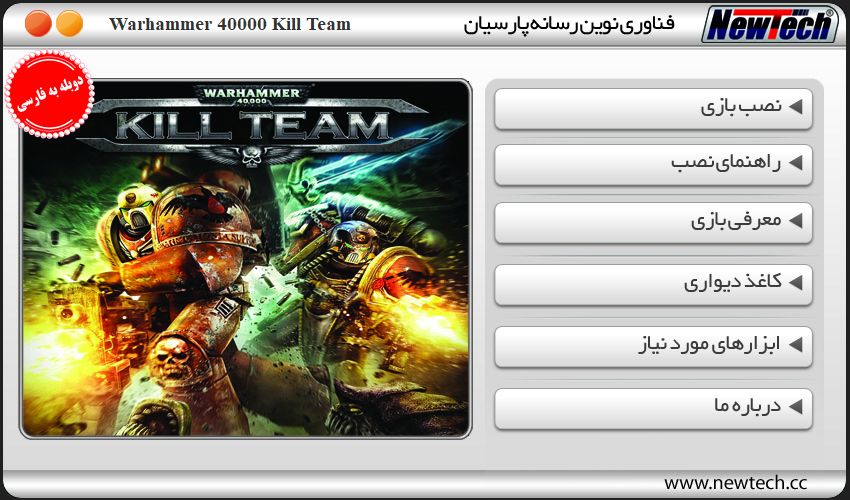 Warhammer 40000 Kill Team
فناوری نوین رسانه پارسیان
NewTech®
دوبله به فارسی
WARHAMMER
40,000
KILL TEAM
نصب بازی
راهنمای نصب
معرفی بازی
کاغذ دیواری
ابزارهای مورد نیاز
درباره ما
www.newtech.cc